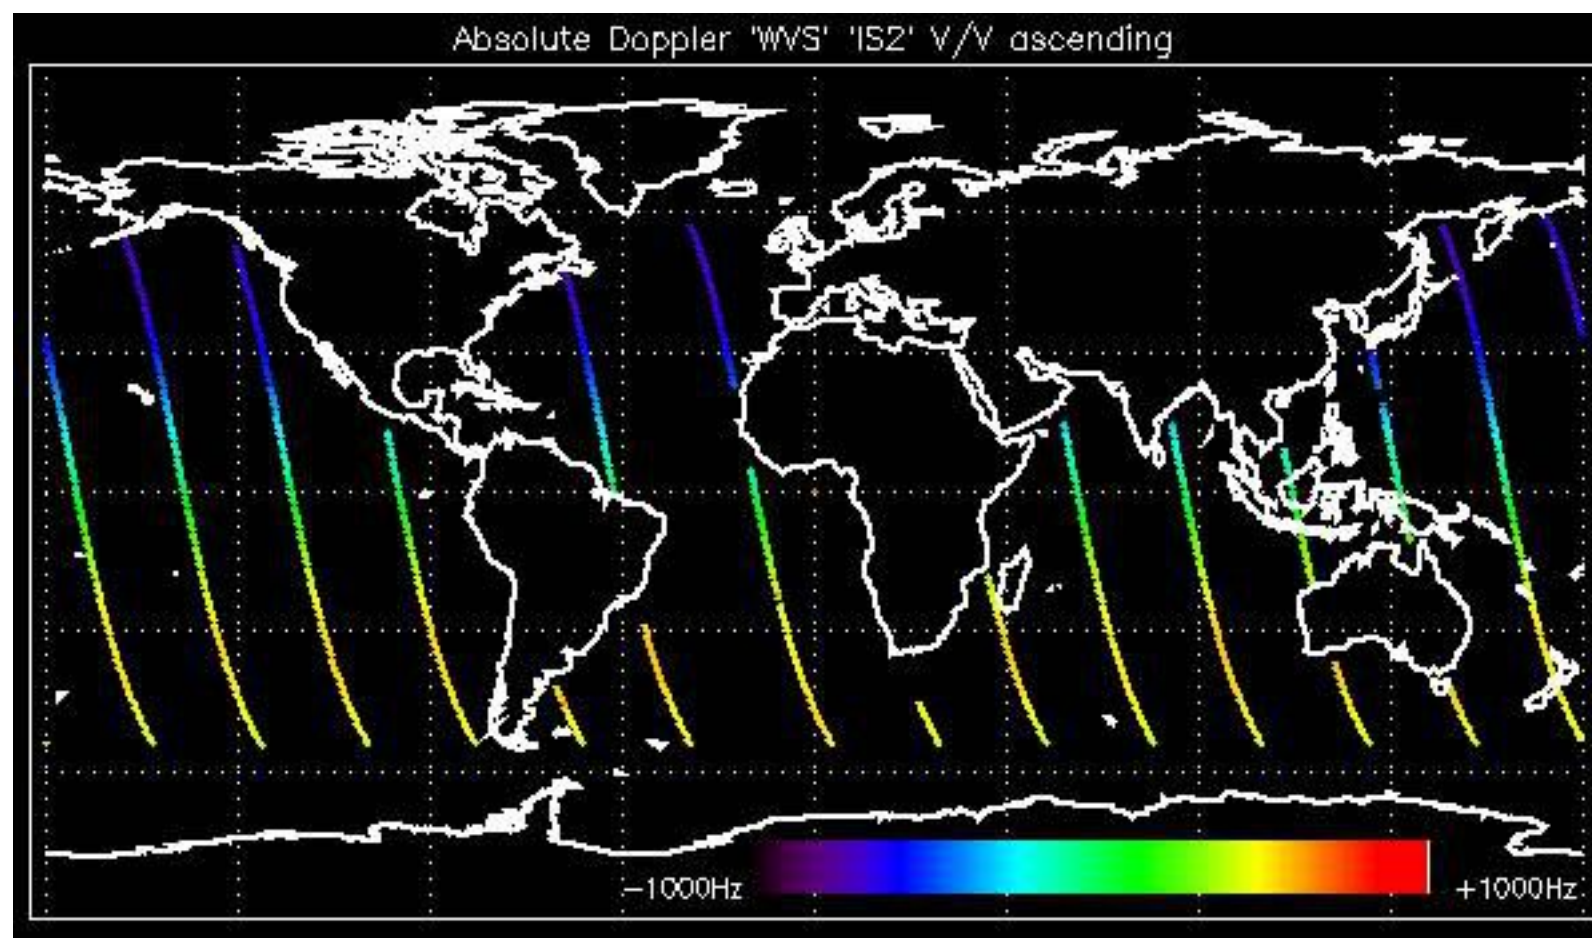 Absolute Doppler 'WVS' 'IS2' V/V ascending
-1000Hz
+1000Hz